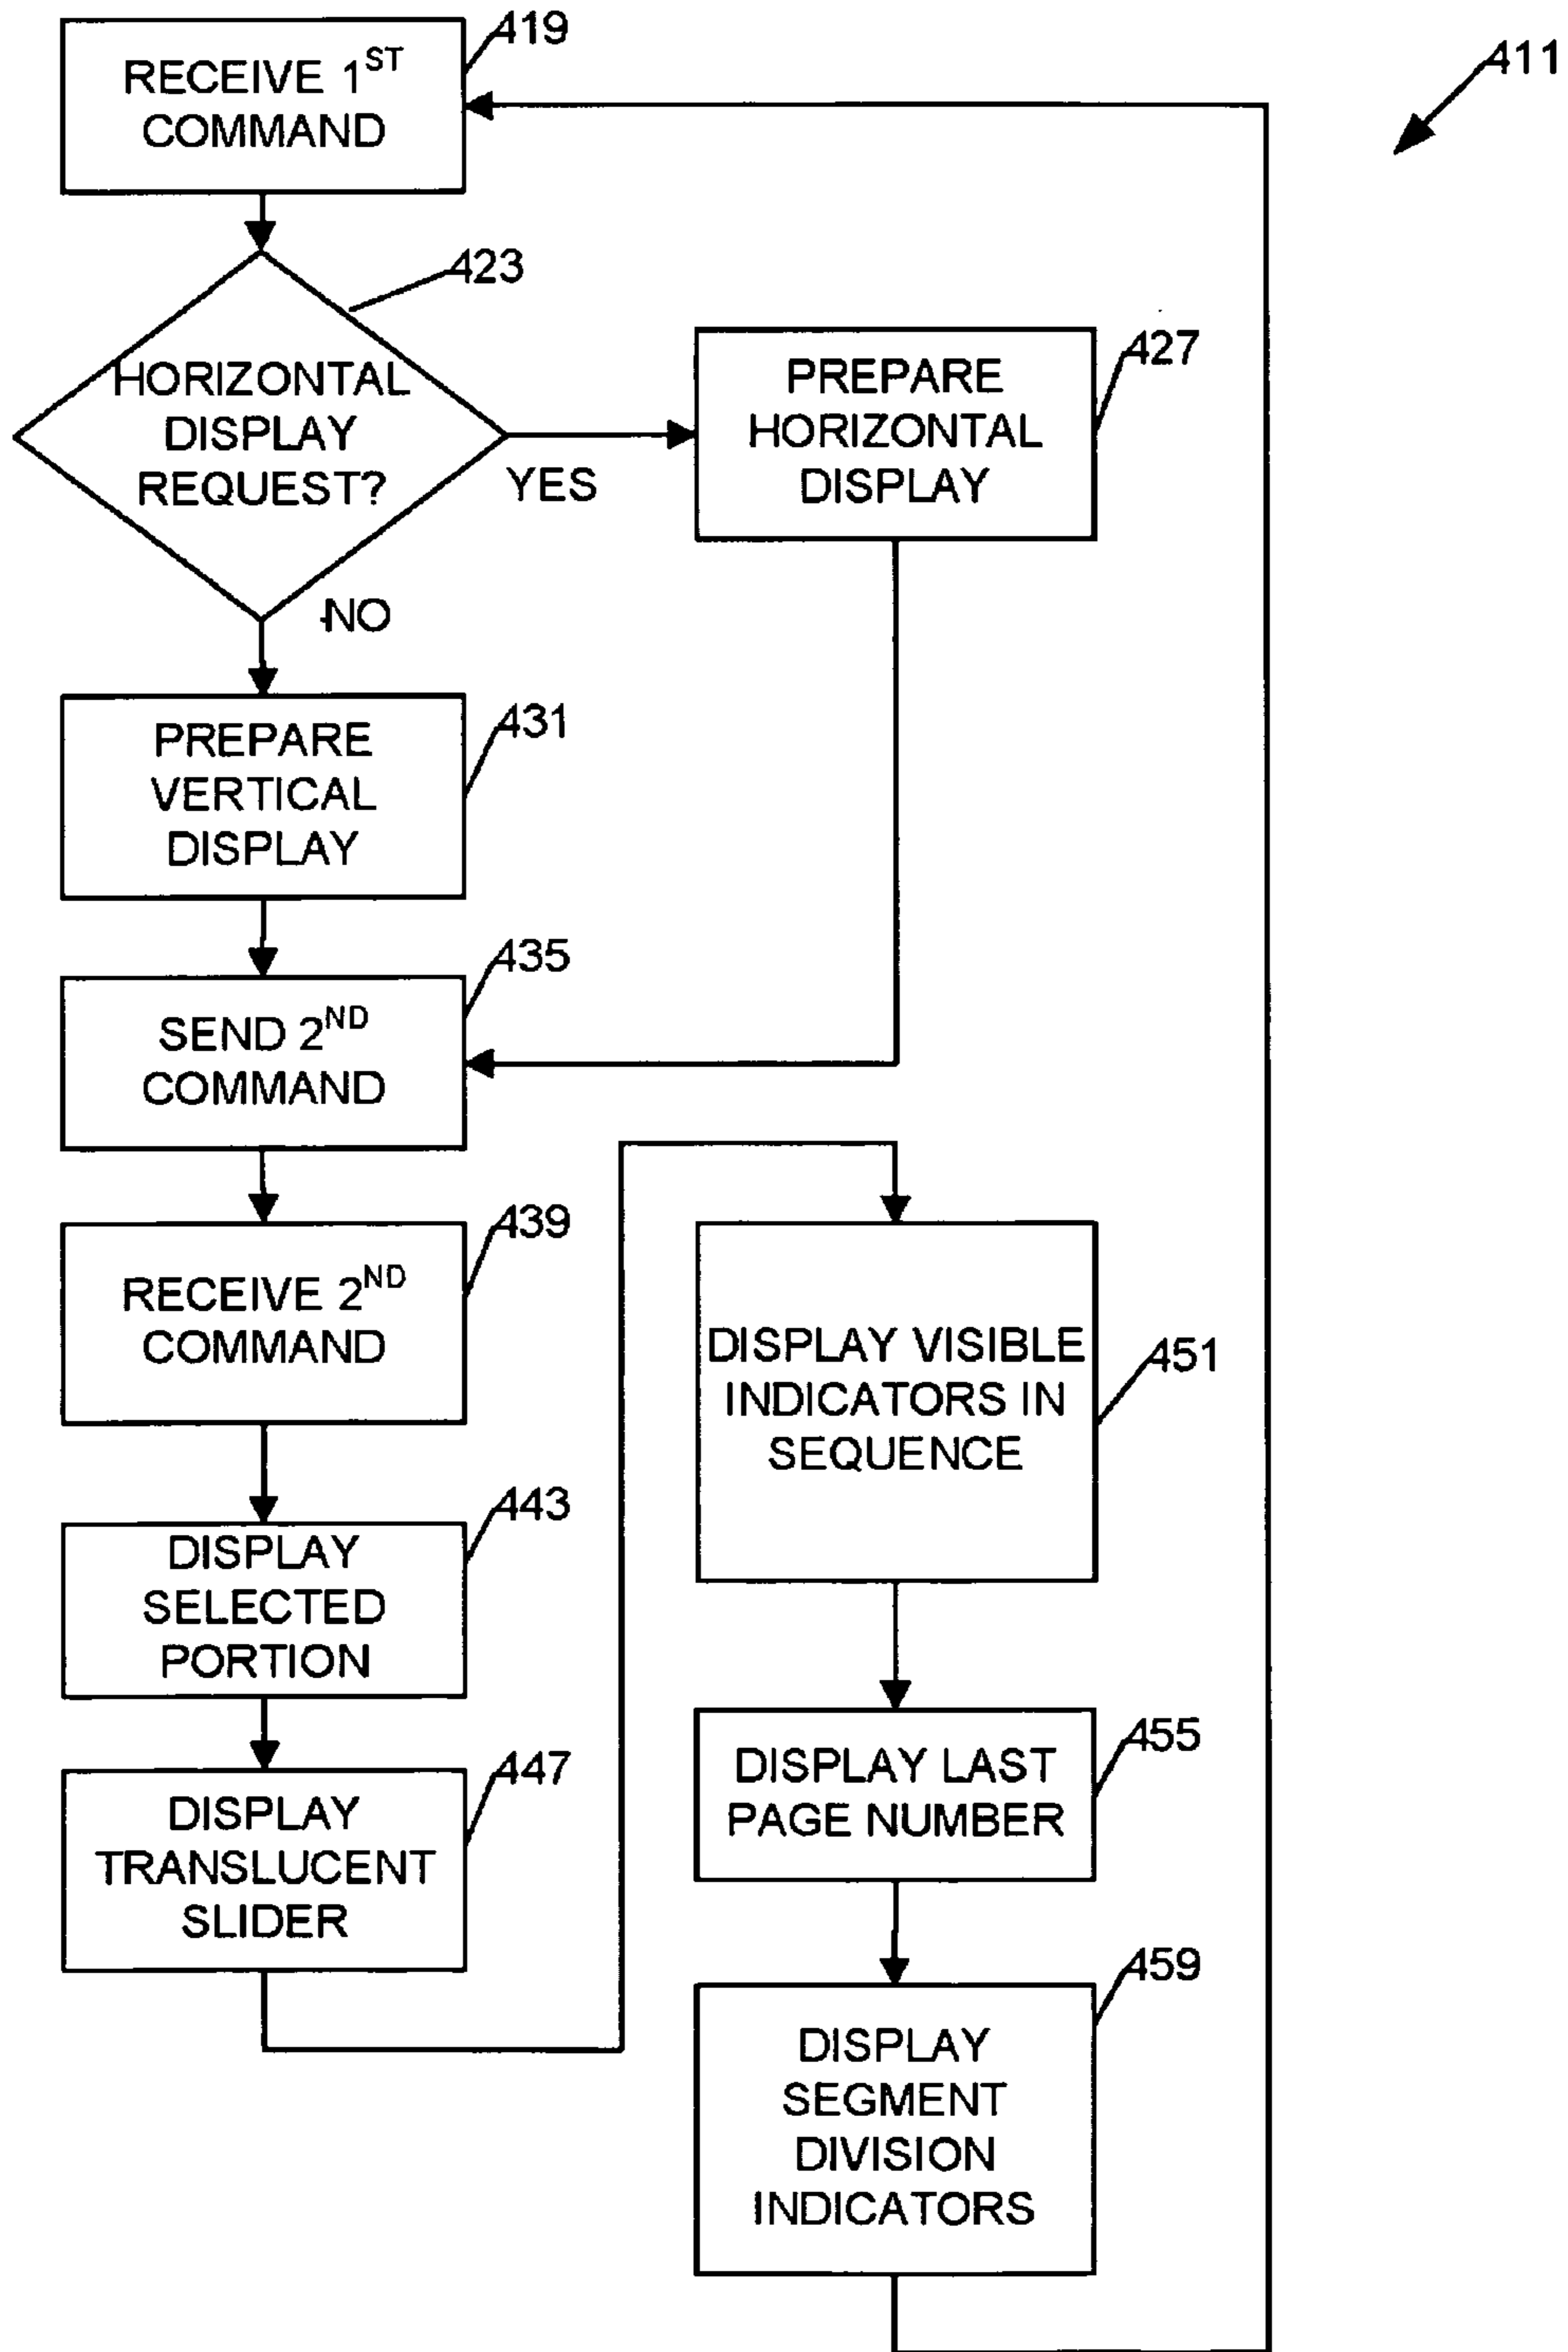 419
RECEIVE 1ST
COMMAND
411
423
HORIZONTAL
DISPLAY
REQUEST?
YES
NO
427
PREPARE
HORIZONTAL
DISPLAY
431
PREPARE
VERTICAL
DISPLAY
435
SEND 2ND
COMMAND
439
RECEIVE 2ND
COMMAND
443
DISPLAY
SELECTED
PORTION
447
DISPLAY
TRANSLUCENT
SLIDER
451
DISPLAY VISIBLE
INDICATORS IN
SEQUENCE
455
DISPLAY LAST
PAGE NUMBER
459
DISPLAY
SEGMENT
DIVISION
INDICATORS